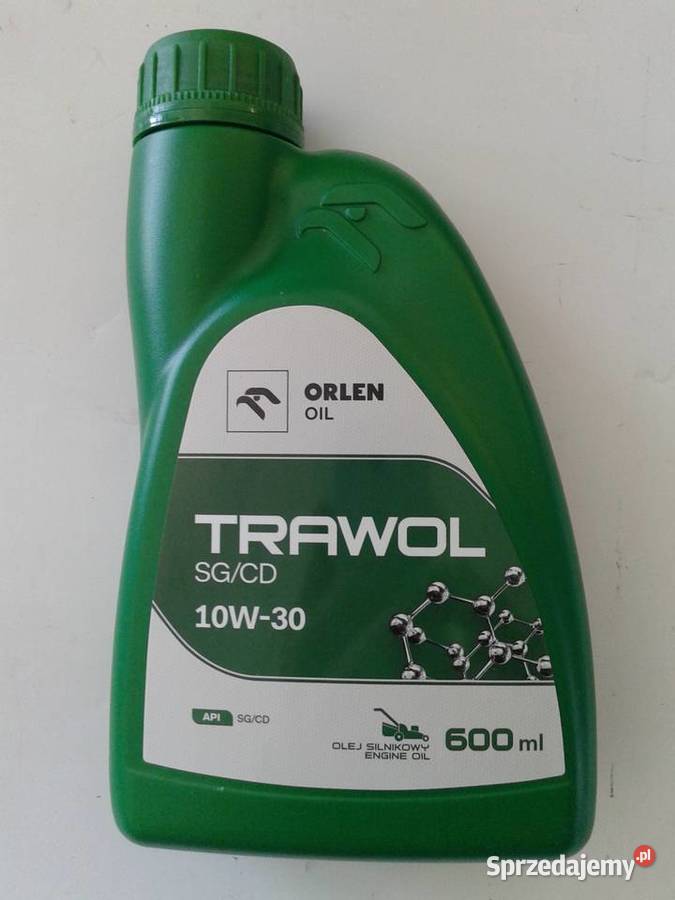 ORLEN
OIL
TRAWOL
SG/CD
10W-30
API SG/CD
OLEJ SILNIKOWY
ENGINE OIL
600 ml
Sprzedajemy.pl